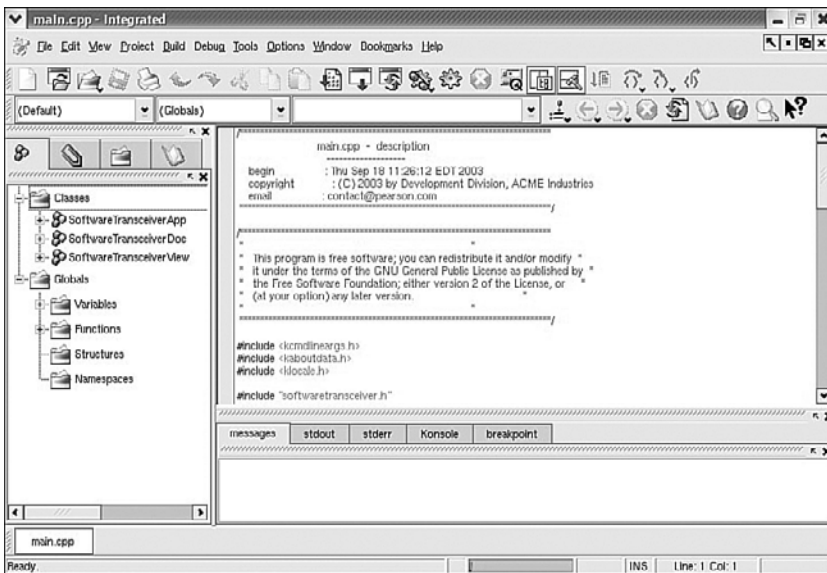 main.cpp - Integrated
File Edit View Project Build Debug Tools Options Window Bookmarks Help
(Default) (Globals)
Classes
SoftwareTransceiverApp
SoftwareTransceiverDoc
SoftwareTransceiverView
Globals
Variables
Functions
Structures
Namespaces
main.cpp - description
-------------------
begin : Thu Sep 18 11:26:12 EDT 2003
copyright : (C) 2003 by Development Division, ACME Industries
email : contact@pearson.com
* This program is free software; you can redistribute it and/or modify *
* it under the terms of the GNU General Public License as published by *
* the Free Software Foundation; either version 2 of the License, or *
* (at your option) any later version. *
#include <kcmdlineargs.h>
#include <kaboutdata.h>
#include <klocale.h>
#include "softwaretransceiver.h"
messages stdout stderr Konsole breakpoint
main.cpp
Ready. INS Line: 1 Col: 1